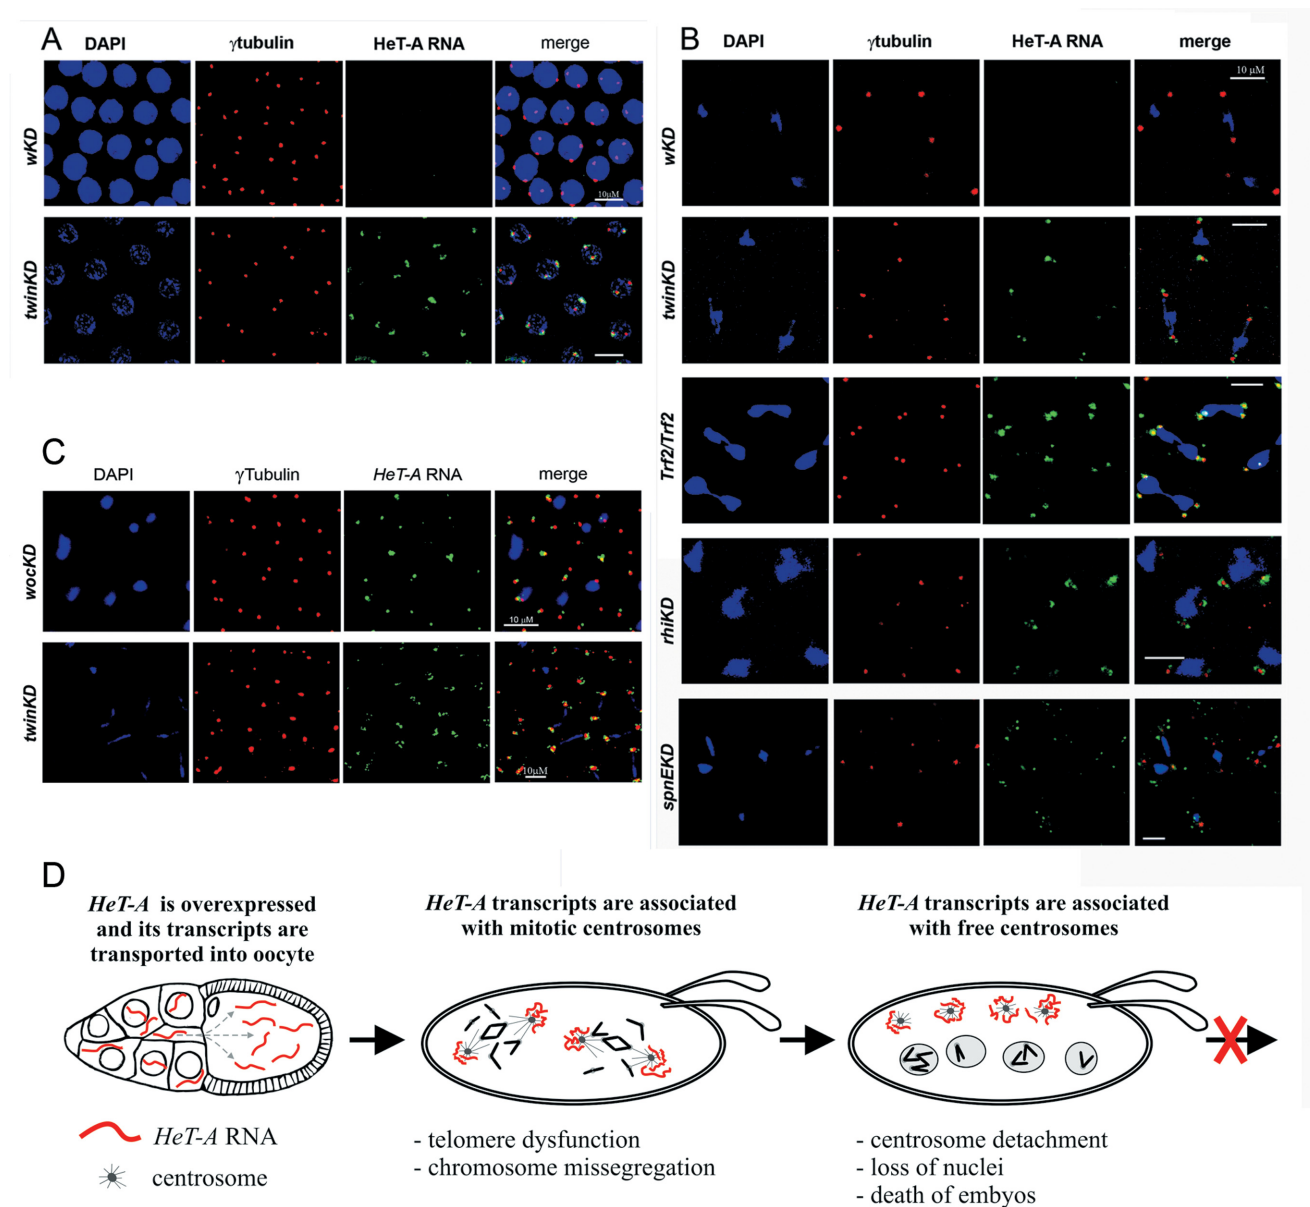 A
DAPI
γtubulin
HeT-A RNA
merge
wKD
10μM
twinKD
B
DAPI
γtubulin
HeT-A RNA
merge
wKD
10 μM
twinKD
Trf2/Trf2
rhiKD
spnEKD
C
DAPI
γTubulin
HeT-A RNA
merge
wocKD
10 μM
twinKD
10μM
D
HeT-A is overexpressed
and its transcripts are
transported into oocyte
HeT-A RNA
centrosome
HeT-A transcripts are associated
with mitotic centrosomes
- telomere dysfunction
- chromosome missegregation
HeT-A transcripts are associated
with free centrosomes
- centrosome detachment
- loss of nuclei
- death of embyos